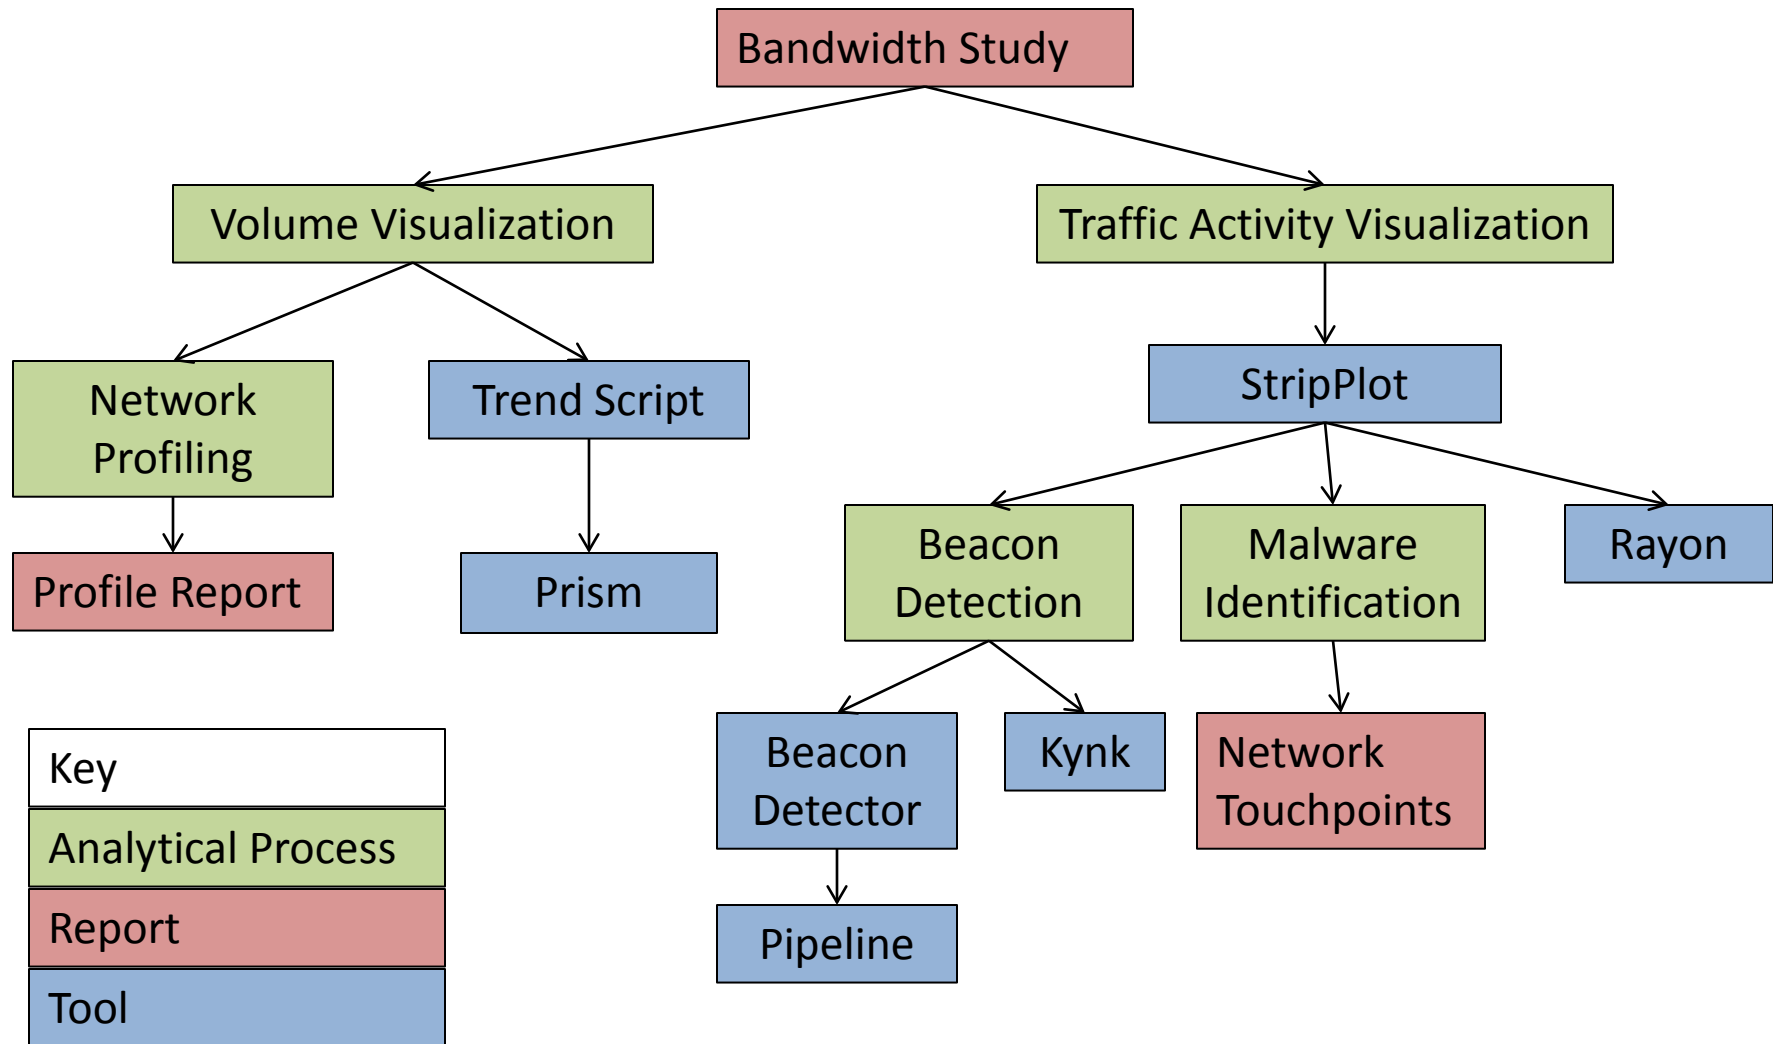 Bandwidth Study
Volume Visualization
Traffic Activity Visualization
Network
Profiling
Trend Script
StripPlot
Profile Report
Prism
Beacon
Detection
Malware
Identification
Rayon
Beacon
Detector
Kynk
Network
Touchpoints
Pipeline
Key
Analytical Process
Report
Tool